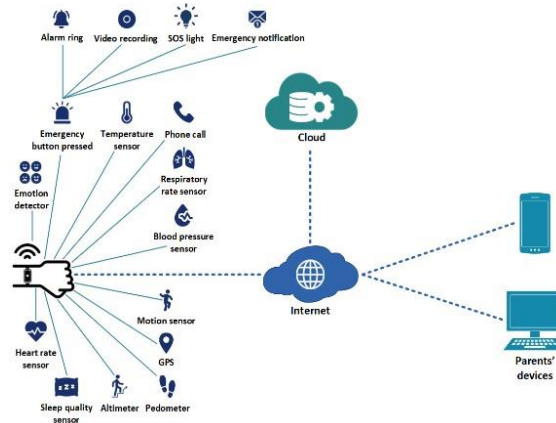 Alarm ring
Video recording
SOS light
Emergency notification
Emergency
button pressed
Temperature
sensor
Phone call
Cloud
Respiratory
rate sensor
Emotion
detector
Blood pressure
sensor
Internet
Motion sensor
Heart rate
sensor
GPS
Parents'
devices
Sleep quality
sensor
Altimeter
Pedometer
zzz